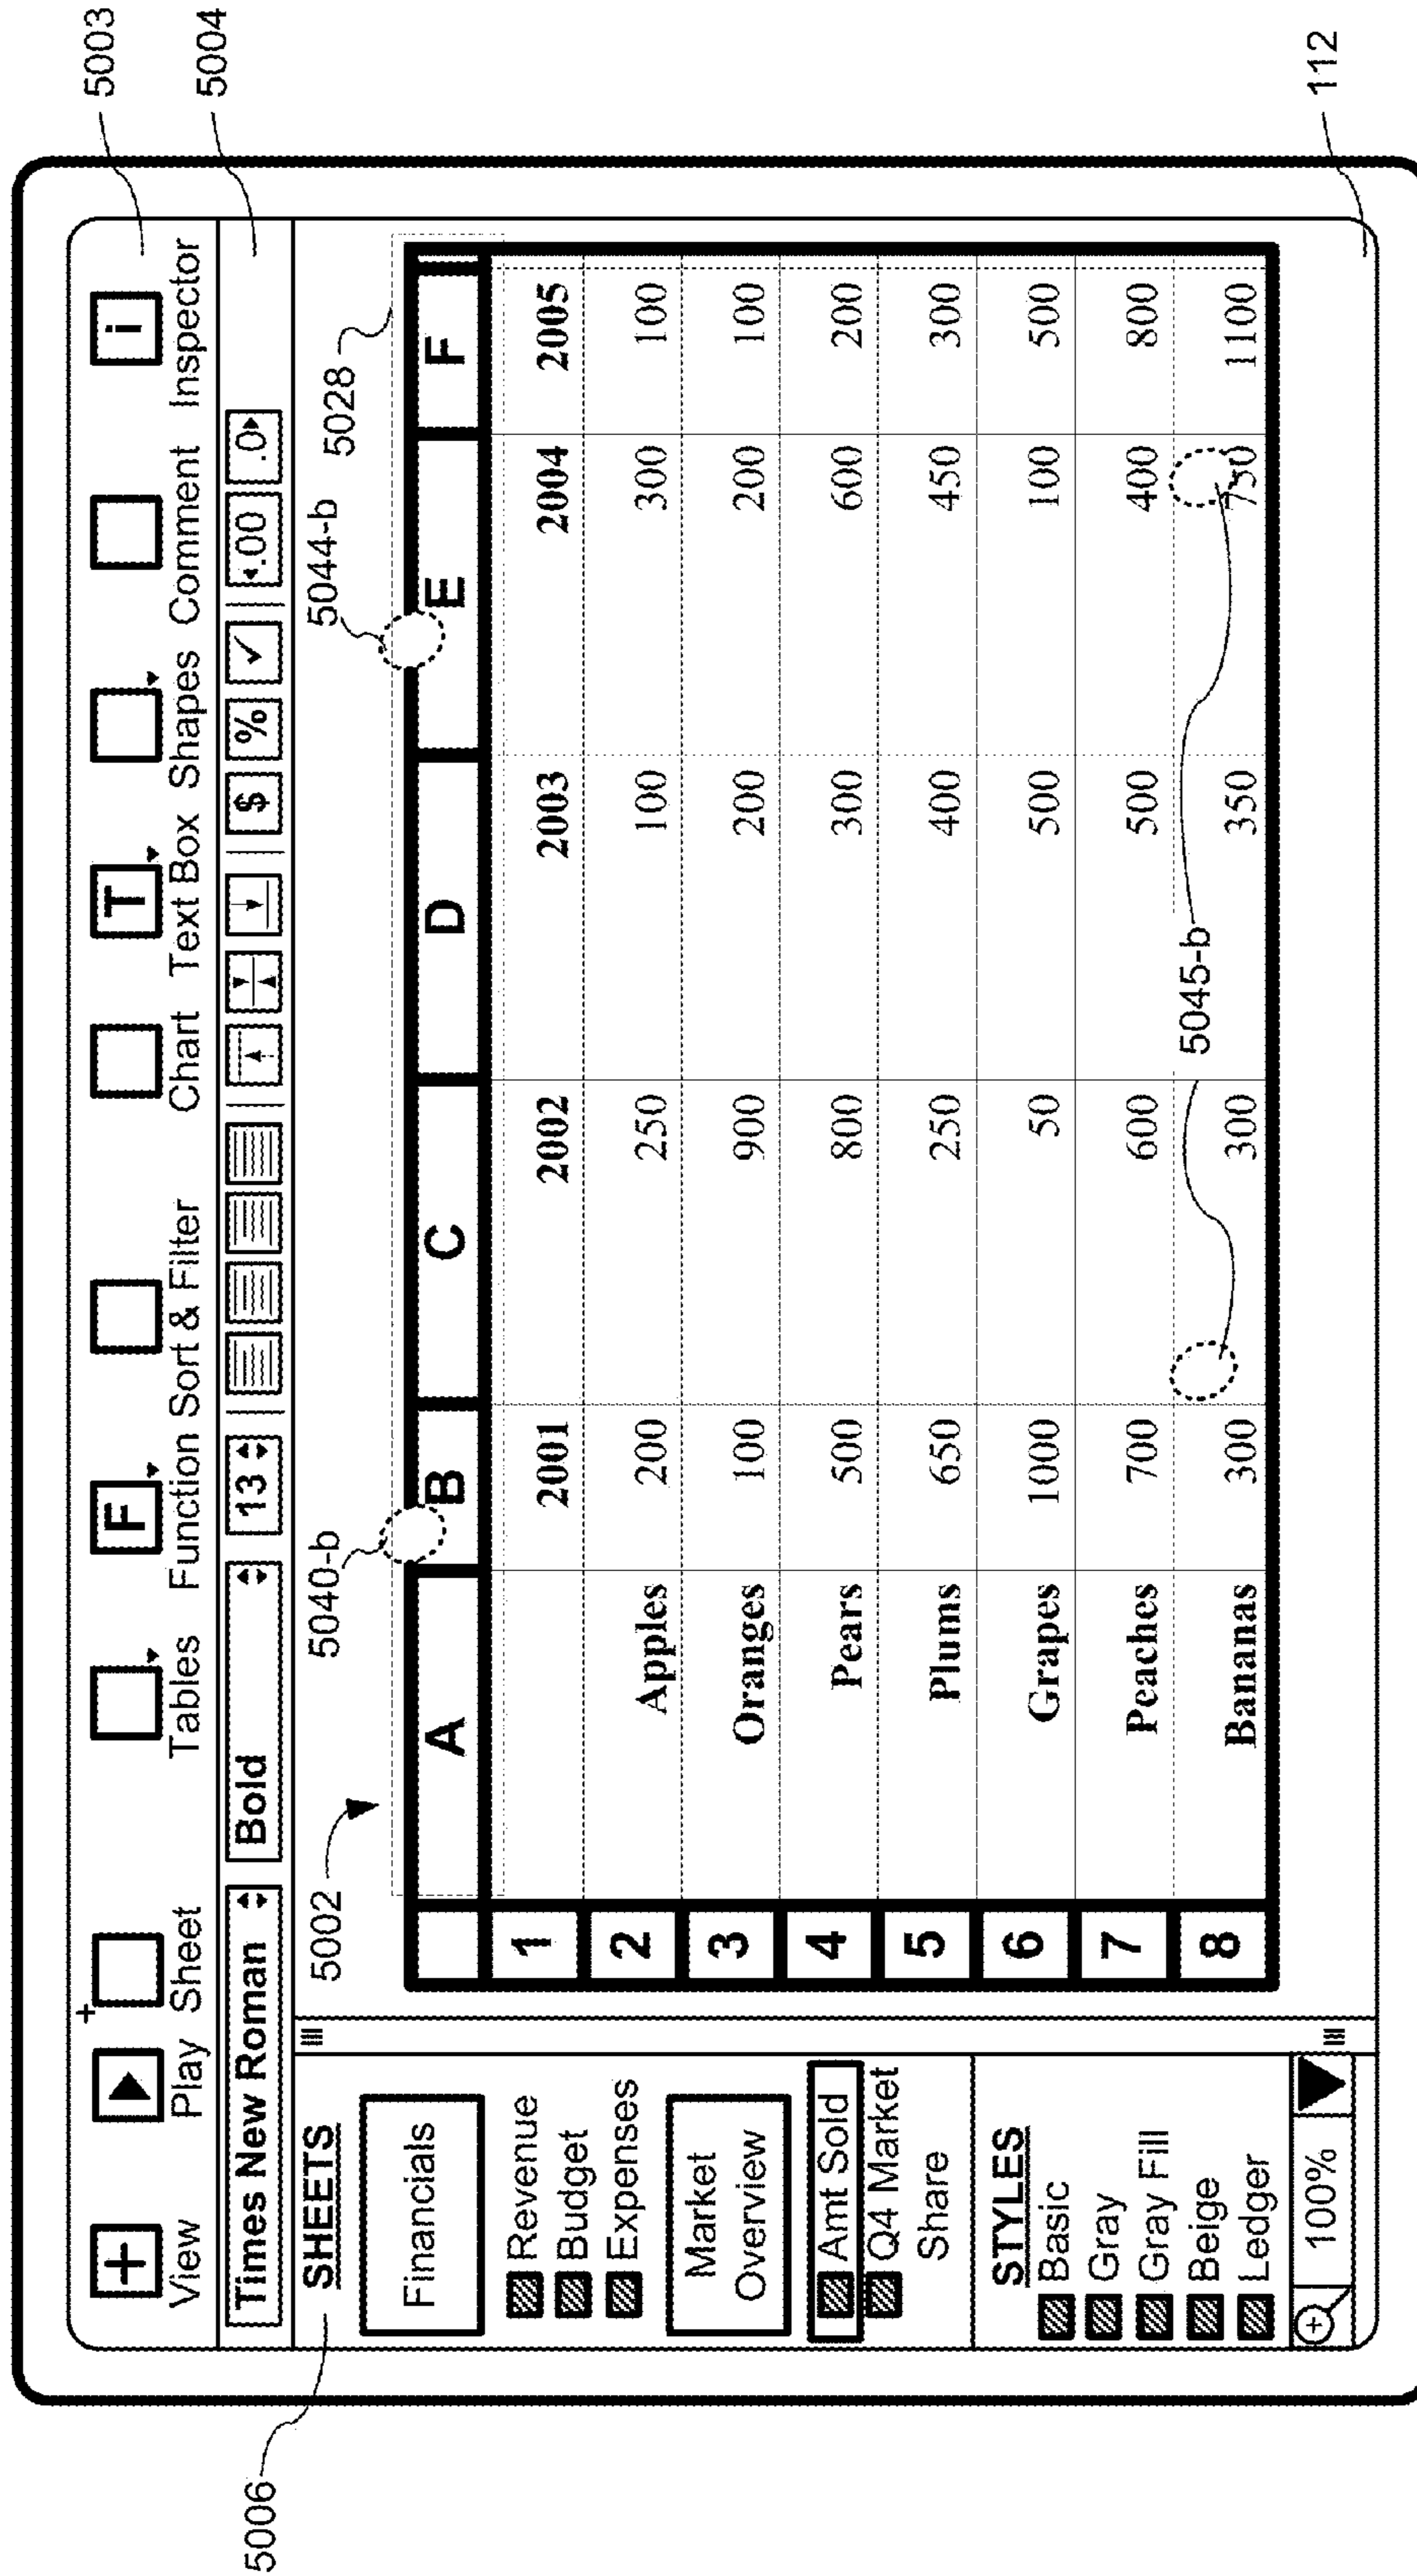 5003
5004
View Play Sheet Tables Function Sort & Filter Chart Text Box Shapes Comment Inspector
+ + F T i
Times New Roman Bold 13 $ % ✓ .00 .0
5006
SHEETS
Financials
Revenue
Budget
Expenses
Market
Overview
Amt Sold
Q4 Market
Share
STYLES
Basic
Gray
Gray Fill
Beige
Ledger
100%
5002 5040-b 5044-b 5028
A B C D E F
1 2001 2002 2003 2004 2005
2 Apples 200 250 100 300 100
3 Oranges 100 900 200 200 100
4 Pears 500 800 300 600 200
5 Plums 650 250 400 450 300
6 Grapes 1000 50 500 100 500
7 Peaches 700 600 500 400 800
8 Bananas 300 300 350 750 1100
5045-b
112